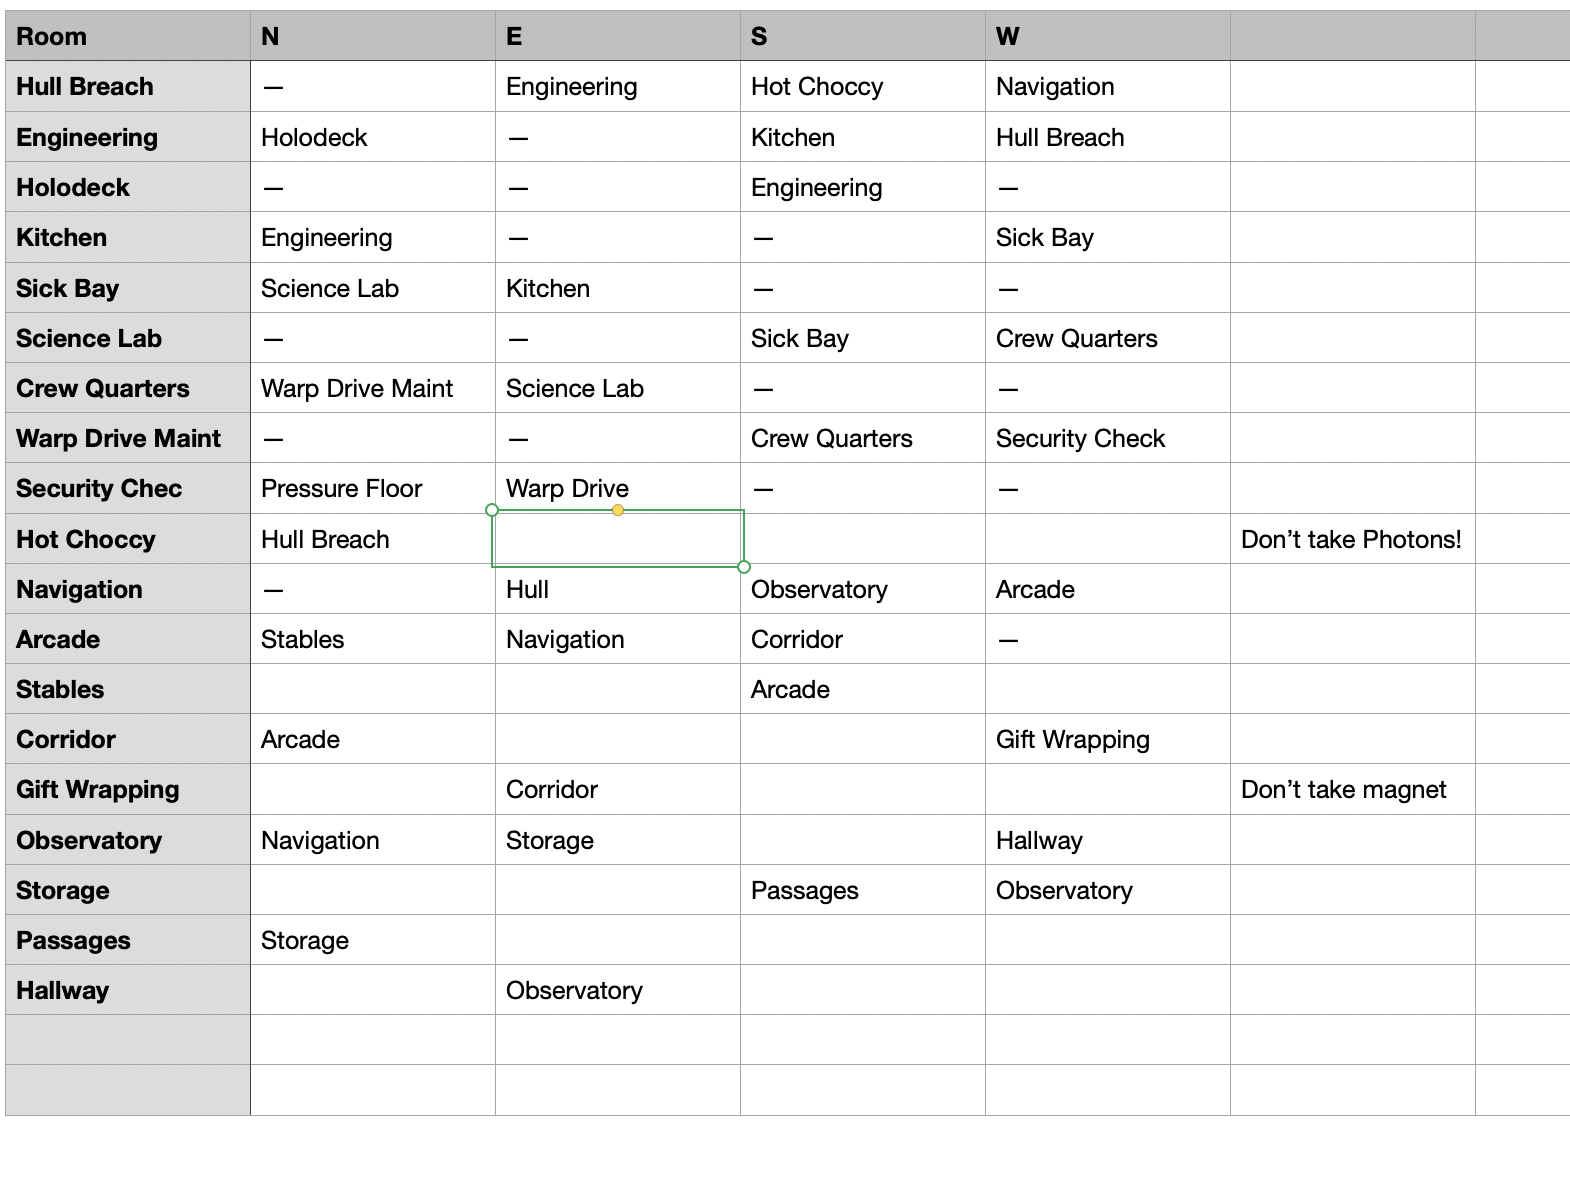 Room N E S W
Hull Breach — Engineering Hot Choccy Navigation
Engineering Holodeck — Kitchen Hull Breach
Holodeck — — Engineering —
Kitchen Engineering — — Sick Bay
Sick Bay Science Lab Kitchen — —
Science Lab — — Sick Bay Crew Quarters
Crew Quarters Warp Drive Maint Science Lab — —
Warp Drive Maint — — Crew Quarters Security Check
Security Chec Pressure Floor Warp Drive — —
Hot Choccy Hull Breach Don’t take Photons!
Navigation — Hull Observatory Arcade
Arcade Stables Navigation Corridor —
Stables Arcade
Corridor Arcade Gift Wrapping
Gift Wrapping Corridor Don’t take magnet
Observatory Navigation Storage Hallway
Storage Passages Observatory
Passages Storage
Hallway Observatory